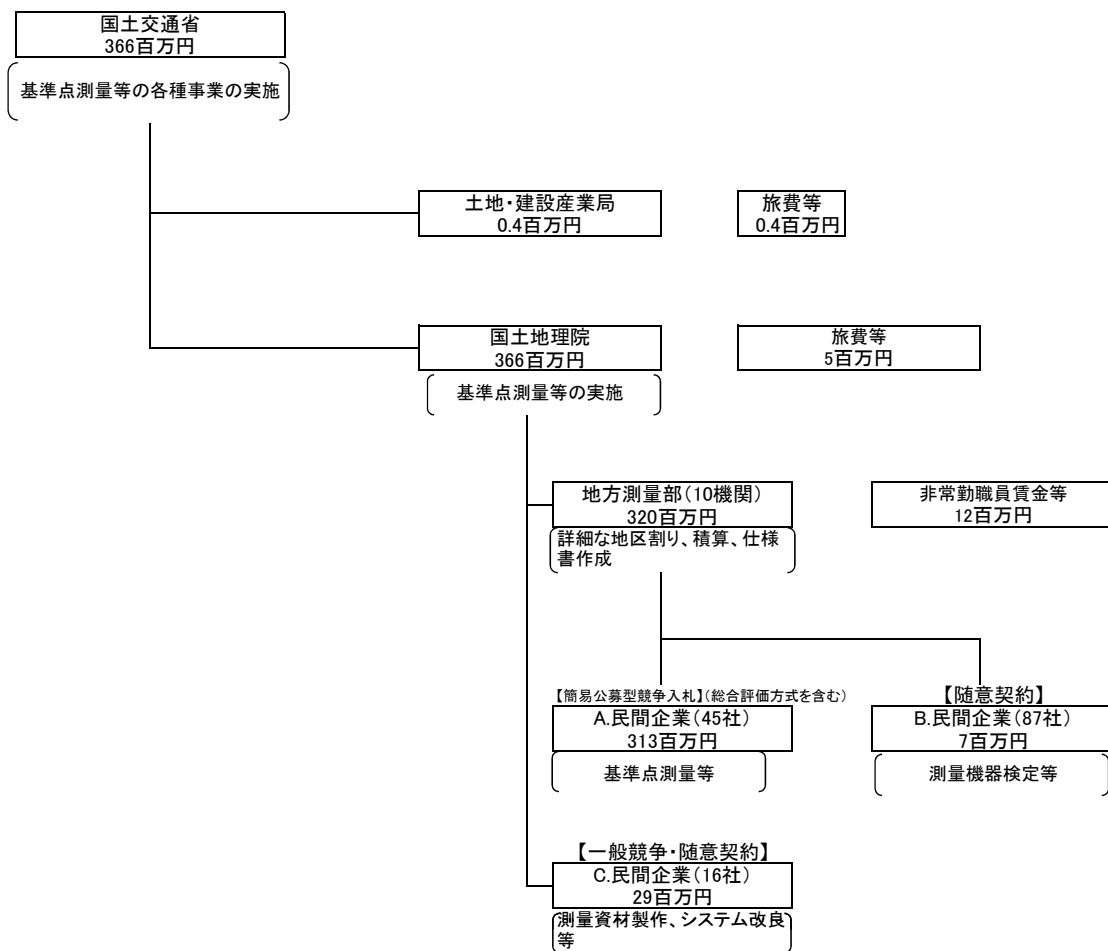 国土交通省
366百万円
基準点測量等の各種事業の実施
土地・建設産業局
0.4百万円
旅費等
0.4百万円
国土地理院
366百万円
旅費等
5百万円
基準点測量等の実施
地方測量部（10機関）
320百万円
非常勤職員賃金等
12百万円
詳細な地区割り、積算、仕様
書作成
【簡易公募型競争入札】（総合評価方式を含む）
A.民間企業（45社）
313百万円
基準点測量等
【随意契約】
B.民間企業（87社）
7百万円
測量機器検定等
【一般競争・随意契約】
C.民間企業（16社）
29百万円
測量資材製作、システム改良
等